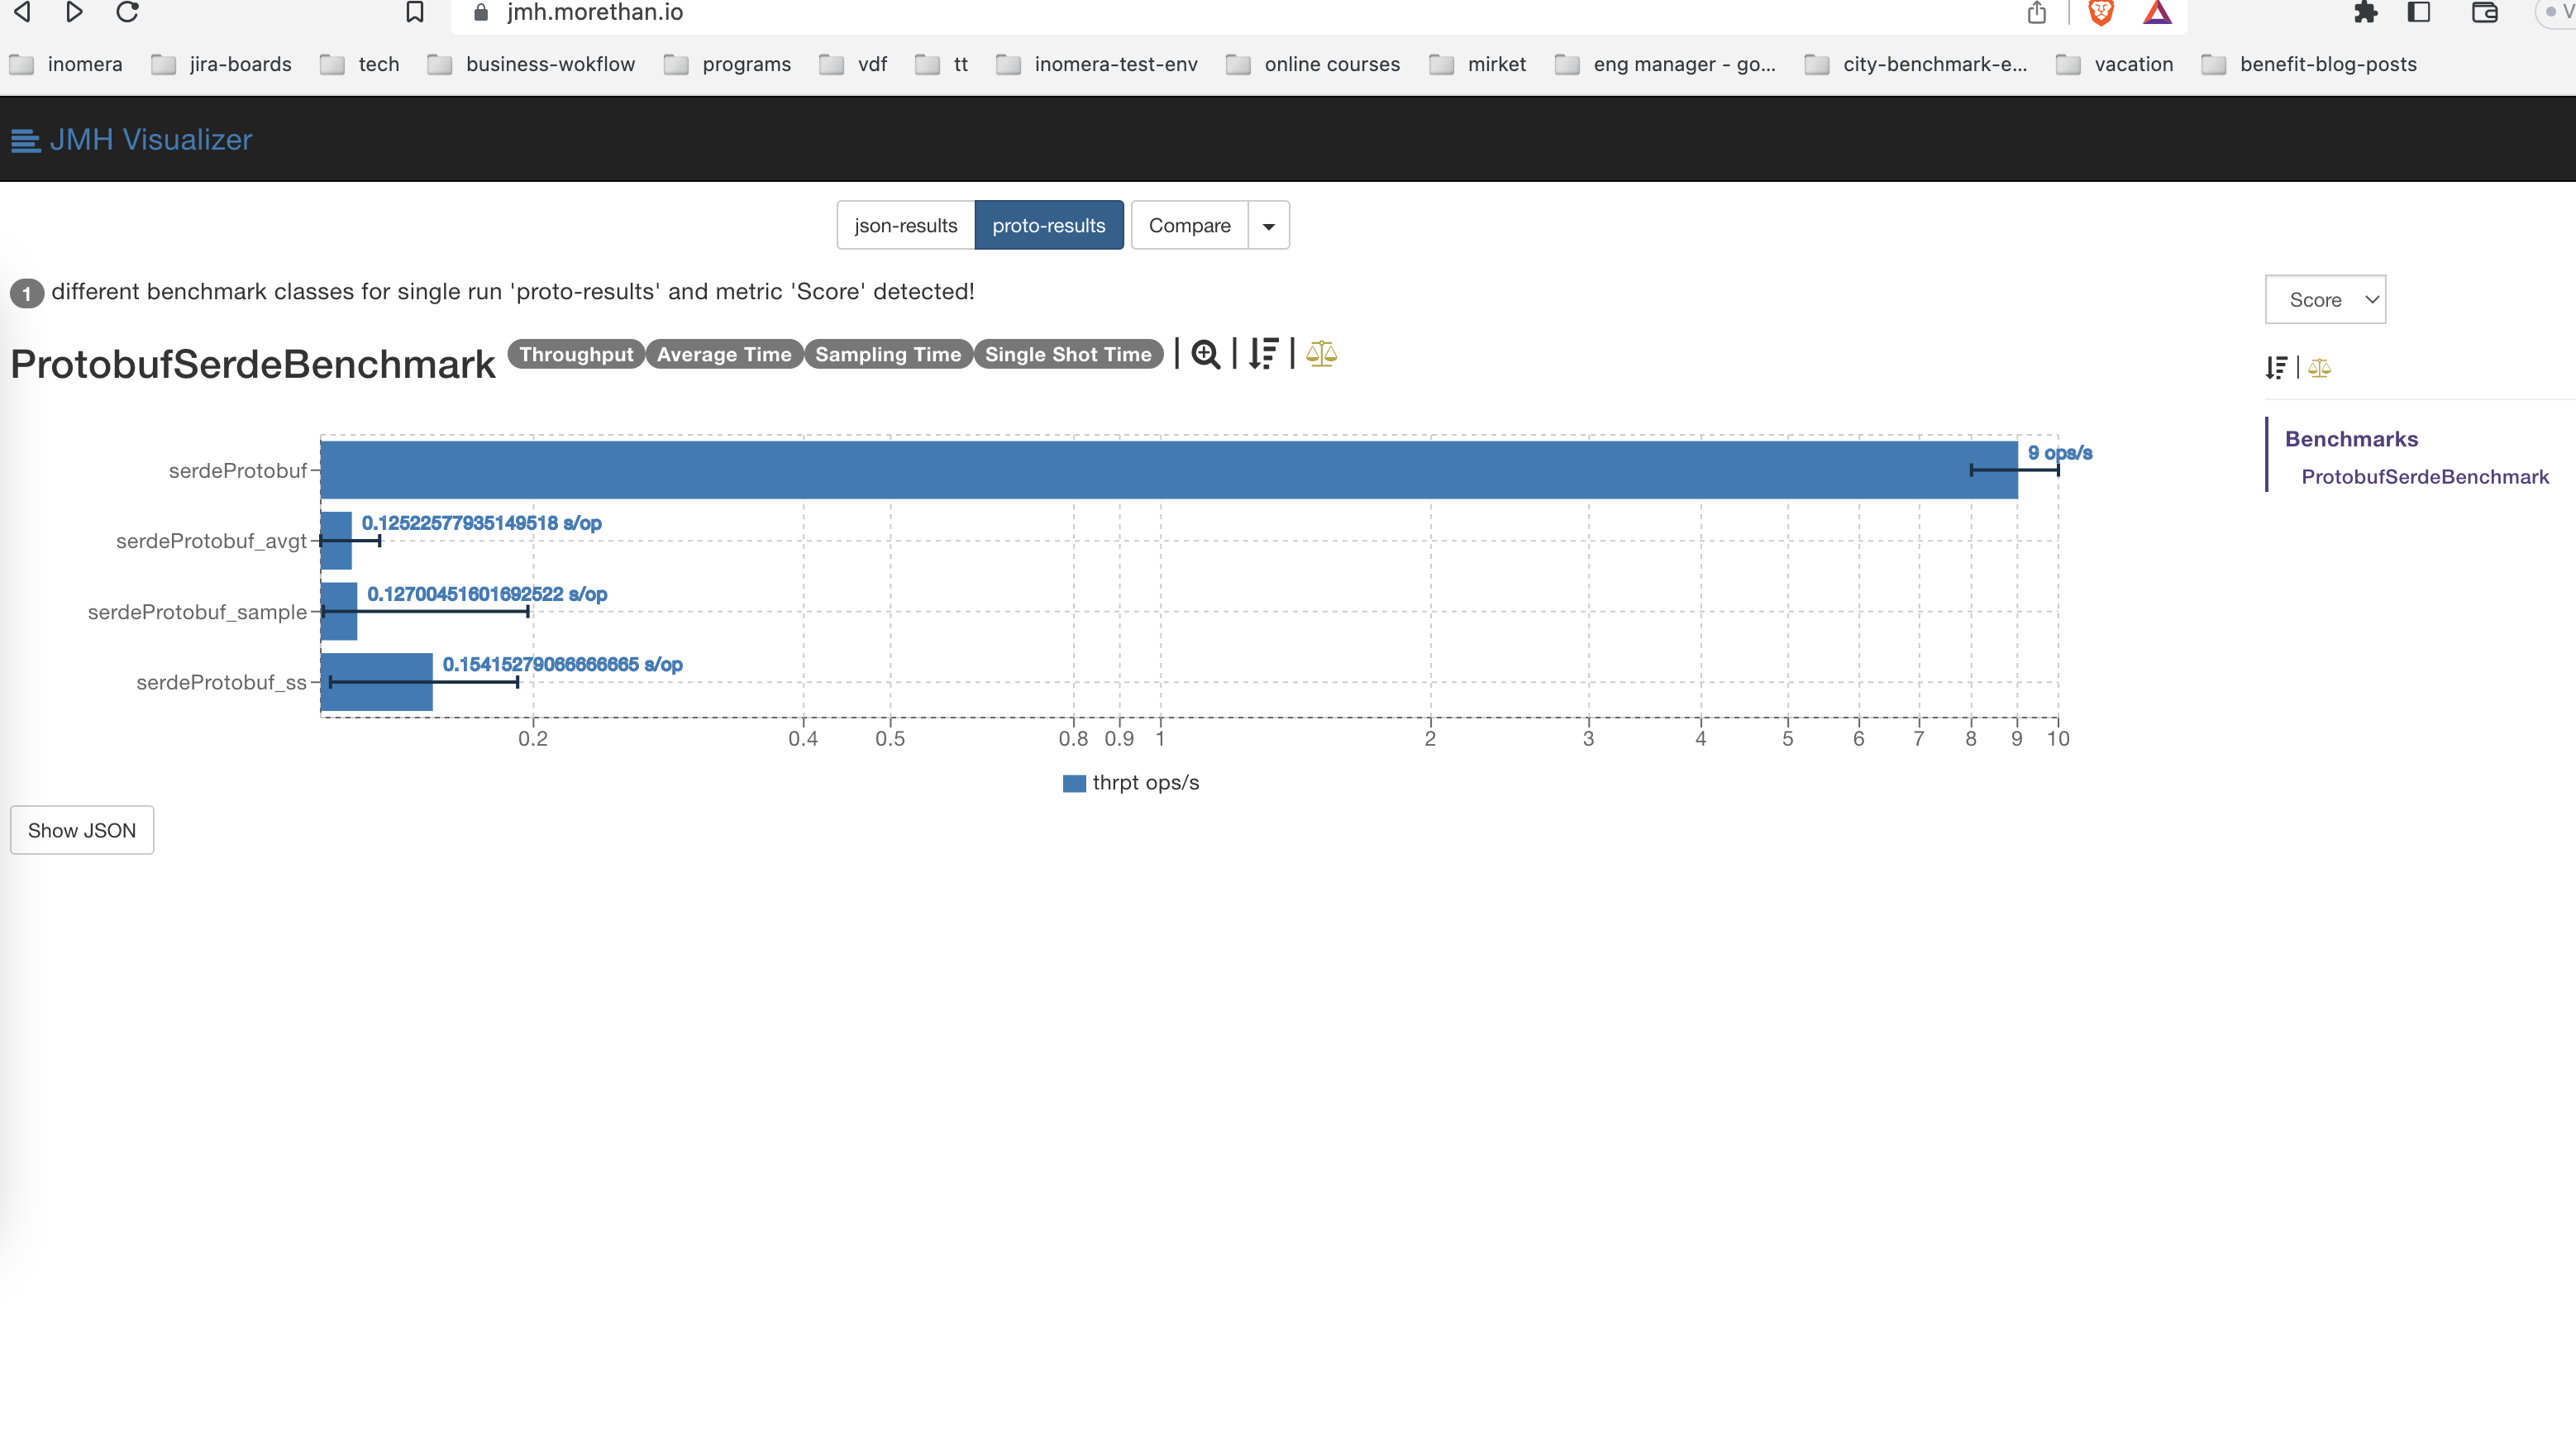 jmh.morethan.io
inomera jira-boards tech business-wokflow programs vdf tt inomera-test-env online courses mirket eng manager - go... city-benchmark-e... vacation benefit-blog-posts
JMH Visualizer
json-results proto-results Compare
1 different benchmark classes for single run 'proto-results' and metric 'Score' detected!
Score
ProtobufSerdeBenchmark Throughput Average Time Sampling Time Single Shot Time
Benchmarks
ProtobufSerdeBenchmark
serdeProtobuf 9 ops/s
serdeProtobuf_avgt 0.12522577935149518 s/op
serdeProtobuf_sample 0.12700451601692522 s/op
serdeProtobuf_ss 0.15415279066666665 s/op
0.2 0.4 0.5 0.8 0.9 1 2 3 4 5 6 7 8 9 10
thrpt ops/s
Show JSON